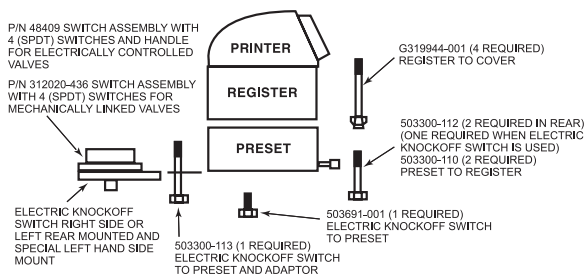 P/N 48409 SWITCH ASSEMBLY WITH
4 (SPDT) SWITCHES AND HANDLE
FOR ELECTRICALLY CONTROLLED
VALVES
P/N 312020-436 SWITCH ASSEMBLY
WITH 4 (SPDT) SWITCHES FOR
MECHANICALLY LINKED VALVES
PRINTER
REGISTER
PRESET
G319944-001 (4 REQUIRED)
REGISTER TO COVER
503300-112 (2 REQUIRED IN REAR)
(ONE REQUIRED WHEN ELECTRIC
KNOCKOFF SWITCH IS USED)
503300-110 (2 REQUIRED)
PRESET TO REGISTER
ELECTRIC KNOCKOFF
SWITCH RIGHT SIDE OR
LEFT REAR MOUNTED AND
SPECIAL LEFT HAND SIDE
MOUNT
503300-113 (1 REQUIRED)
ELECTRIC KNOCKOFF SWITCH
TO PRESET AND ADAPTOR
503691-001 (1 REQUIRED)
ELECTRIC KNOCKOFF SWITCH
TO PRESET